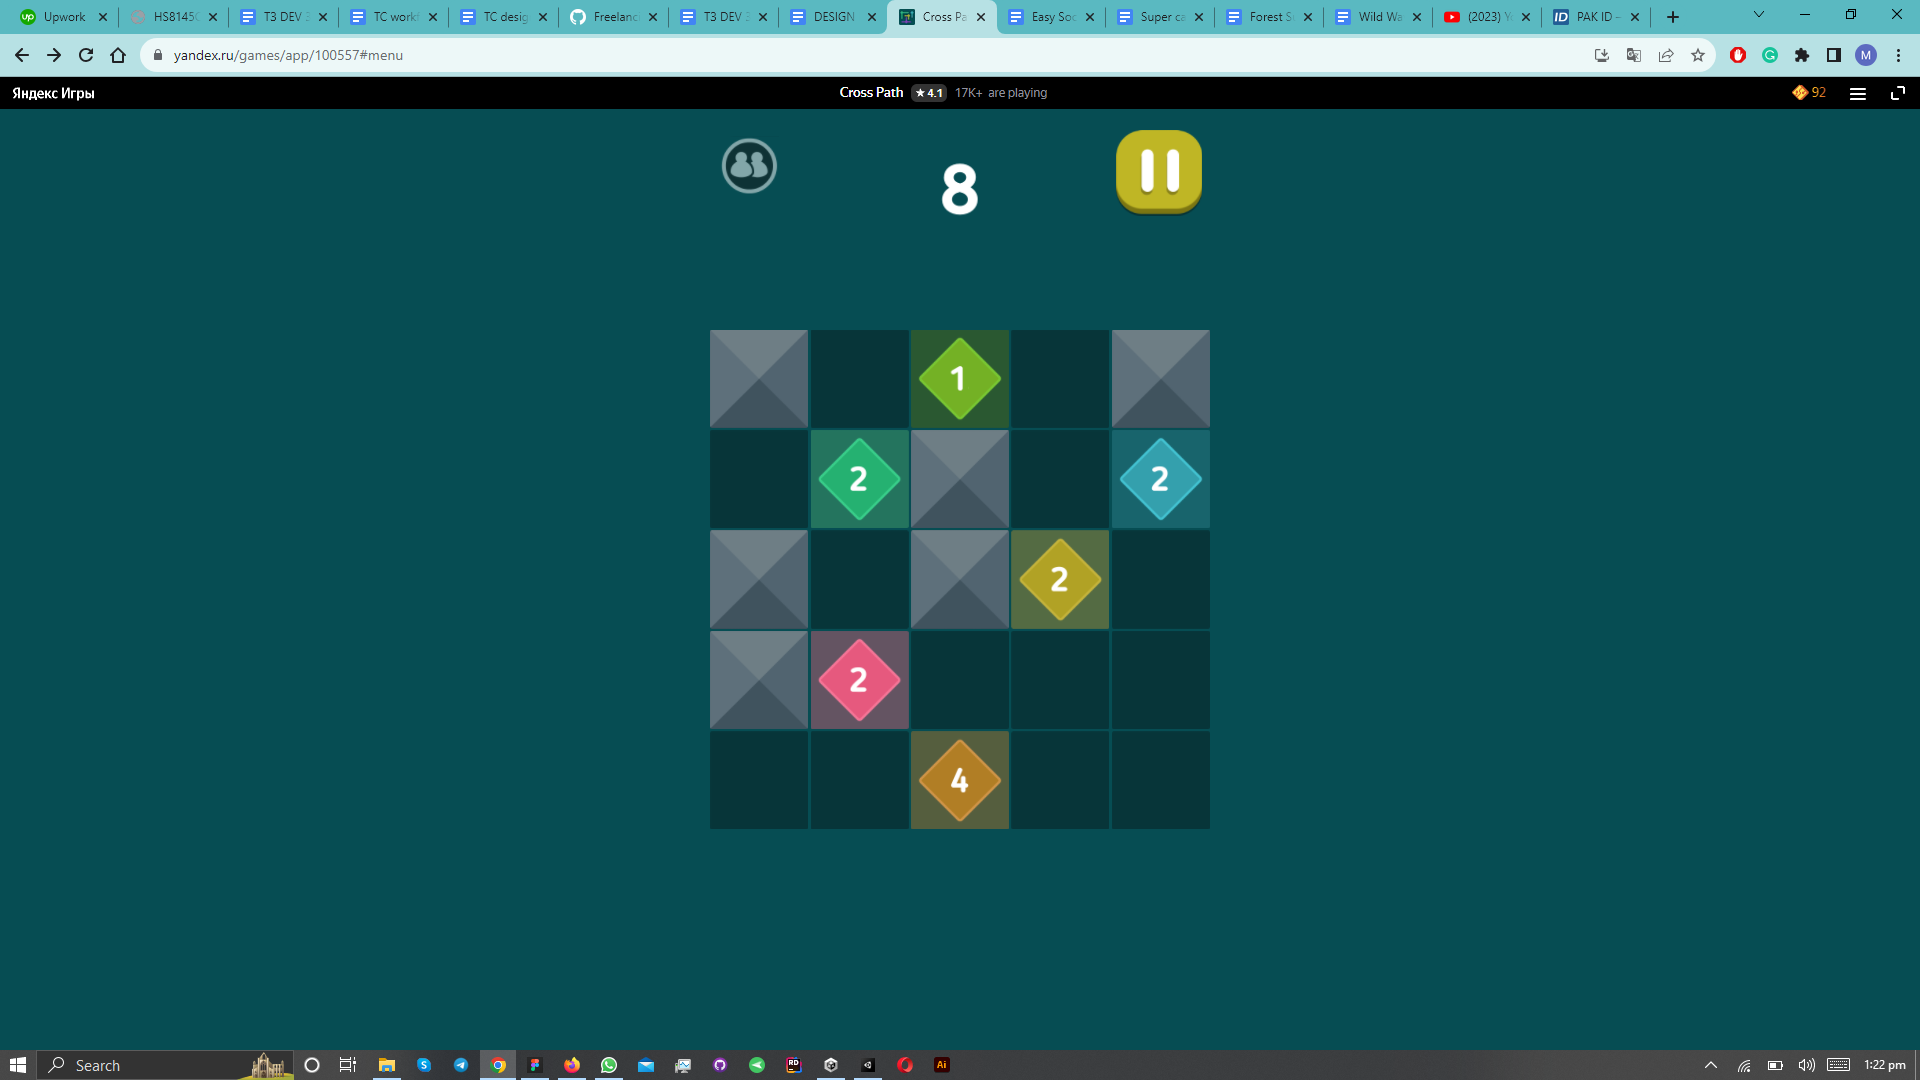 Upwork HS8145 T3 DEV TC work TC desig Freelanc T3 DEV DESIGN Cross Pa Easy Soc Super ca Forest S Wild Wa (2023) Y ID PAK ID -
yandex.ru/games/app/100557#menu M
Яндекс Игры Cross Path ★ 4.1 17K+ are playing 92
8
1
2 2
2
2
4
Search Ai 1:22 pm